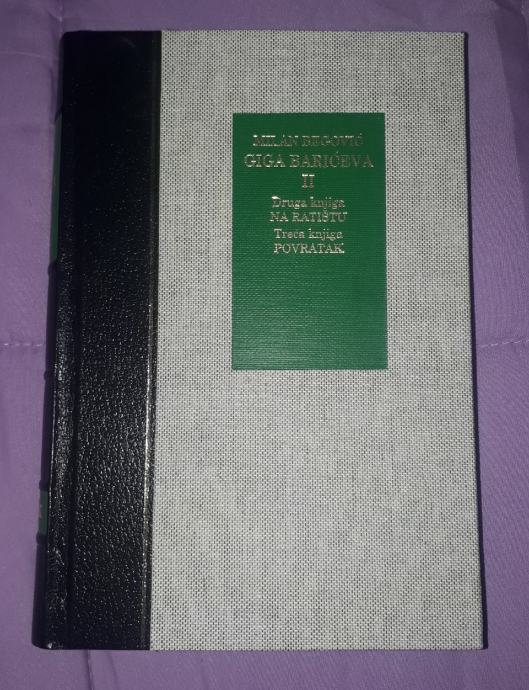 MILAN BEGOVIĆ
GIGA BARIĆEVA
II
Druga knjiga
NA RATIŠTU
Treća knjiga
POVRATAK